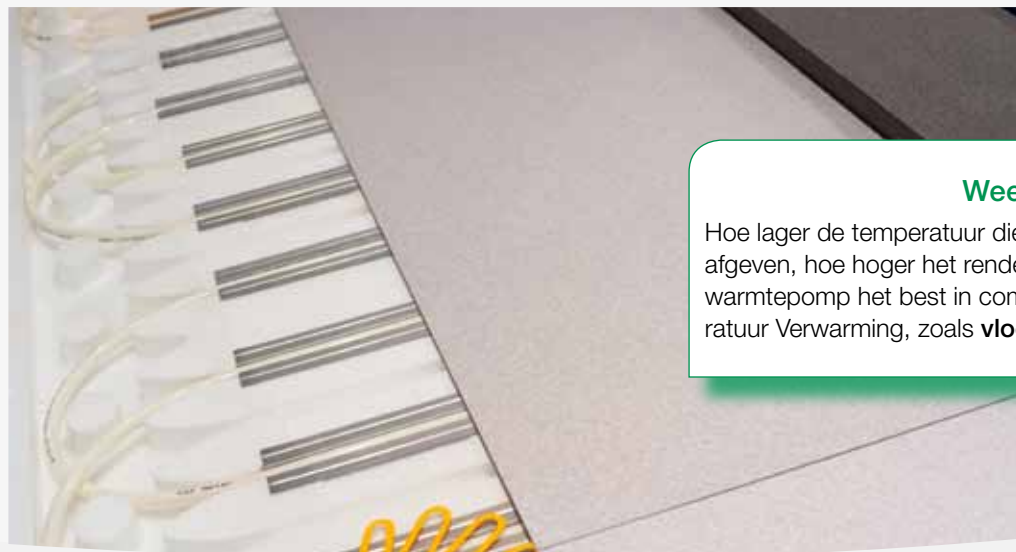 Wee
Hoe lager de temperatuur die
afgeven, hoe hoger het rende
warmtepomp het best in com
ratuur Verwarming, zoals vloe